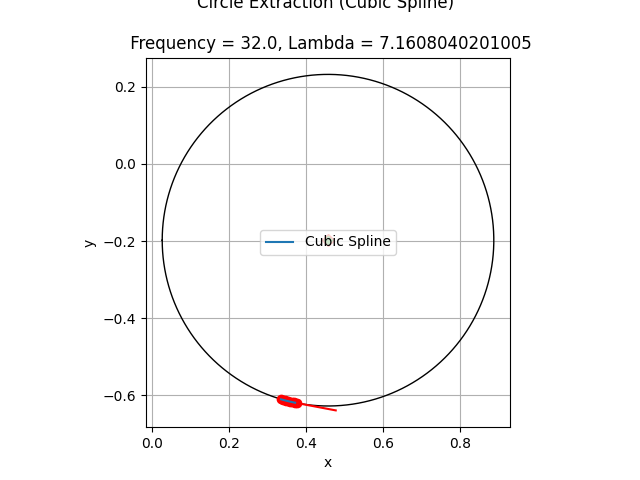 Circle Extraction (Cubic Spline)
Frequency = 32.0, Lambda = 7.1608040201005
0.2
0.0
−0.2
−0.4
−0.6
y
Cubic Spline
0.0 0.2 0.4 0.6 0.8
x